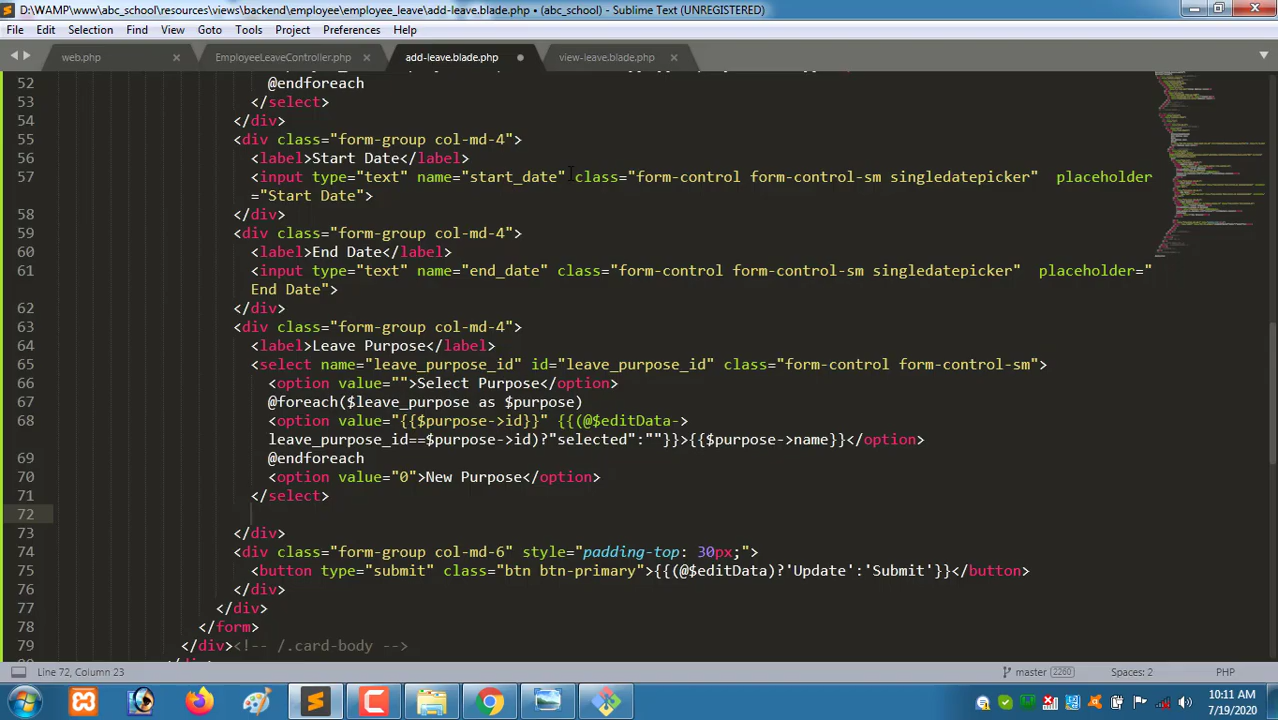 D:\WAMP\www\abc_school\resources\views\backend\employee\employee_leave\add-leave.blade.php • (abc_school) - Sublime Text (UNREGISTERED)
File Edit Selection Find View Goto Tools Project Preferences Help
web.php EmployeeLeaveController.php add-leave.blade.php view-leave.blade.php
52 @endforeach
53 </select>
54 </div>
55 <div class="form-group col-md-4">
56 <label>Start Date</label>
57 <input type="text" name="start_date" class="form-control form-control-sm singledatepicker" placeholder
="Start Date">
58 </div>
59 <div class="form-group col-md-4">
60 <label>End Date</label>
61 <input type="text" name="end_date" class="form-control form-control-sm singledatepicker" placeholder="
End Date">
62 </div>
63 <div class="form-group col-md-4">
64 <label>Leave Purpose</label>
65 <select name="leave_purpose_id" id="leave_purpose_id" class="form-control form-control-sm">
66 <option value="">Select Purpose</option>
67 @foreach($leave_purpose as $purpose)
68 <option value="{{$purpose->id}}" {{(@$editData->
leave_purpose_id==$purpose->id)?"selected":""}}>{{$purpose->name}}</option>
69 @endforeach
70 <option value="0">New Purpose</option>
71 </select>
72
73 </div>
74 <div class="form-group col-md-6" style="padding-top: 30px;">
75 <button type="submit" class="btn btn-primary">{{(@$editData)?'Update':'Submit'}}</button>
76 </div>
77 </div>
78 </form>
79 </div><!-- /.card-body -->
Line 72, Column 23 master 2260 Spaces: 2 PHP
10:11 AM
7/19/2020